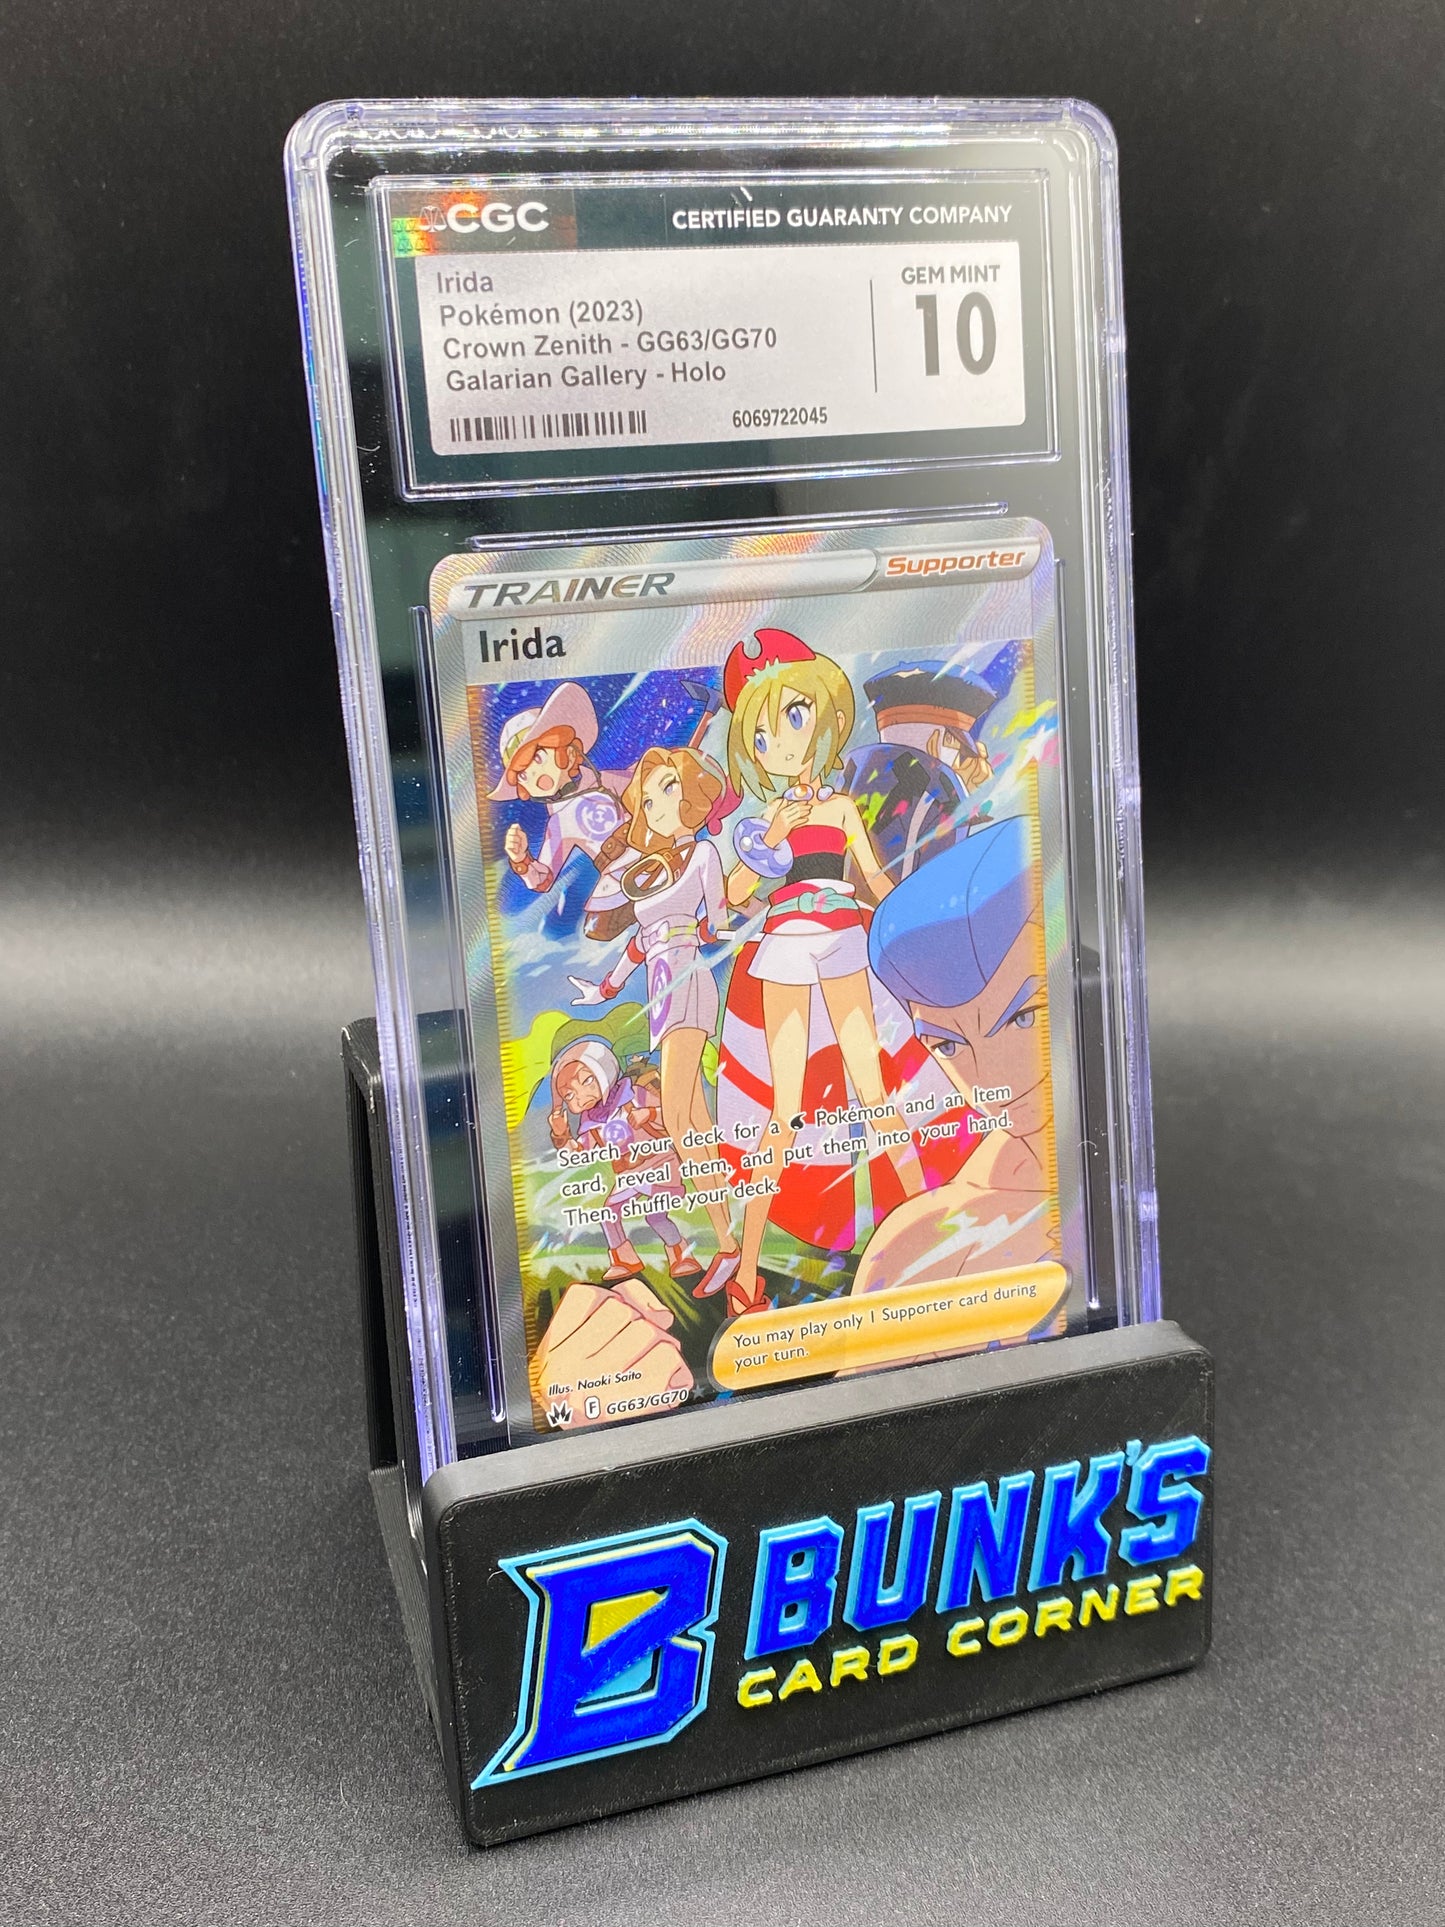 CGC
CERTIFIED GUARANTY COMPANY
Irida
Pokémon (2023)
Crown Zenith - GG63/GG70
Galarian Gallery - Holo
GEM MINT
10
6069722045
TRAINER
Supporter
Irida
Search your deck for a Pokémon and an Item
card, reveal them, and put them into your hand.
Then, shuffle your deck.
You may play only 1 Supporter card during
your turn.
Illus. Naoki Saito
F GG63/GG70
B
BUNK'S
CARD CORNER